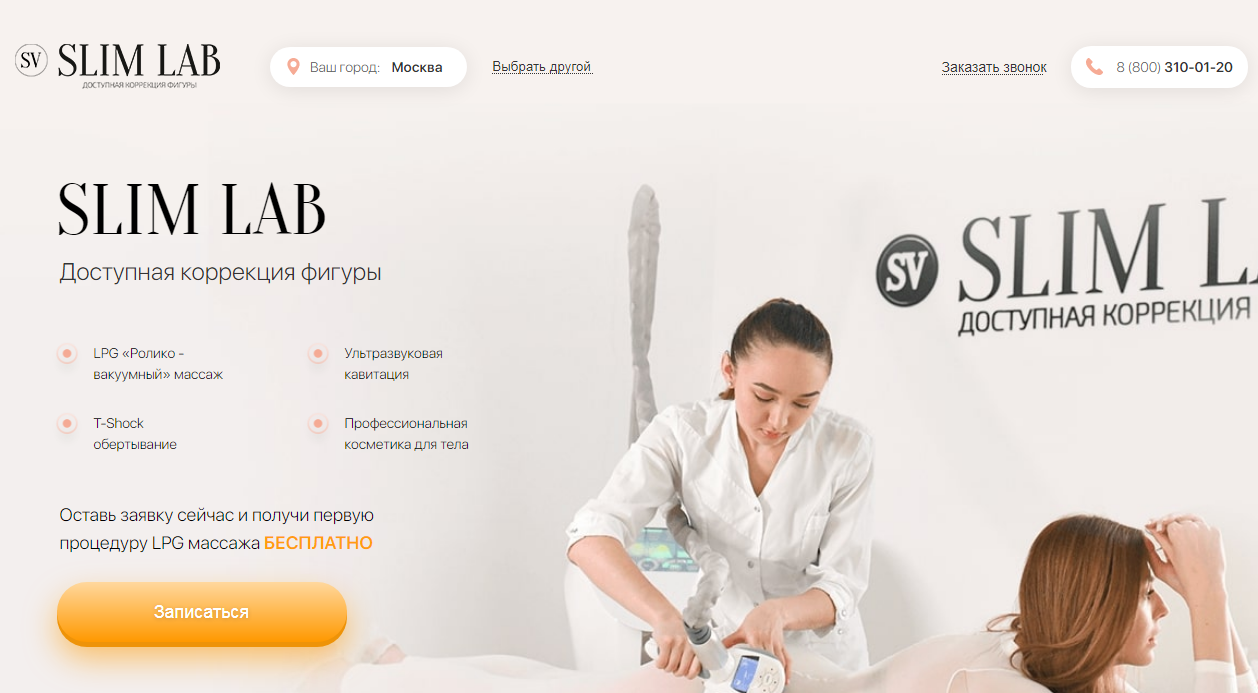 SV SLIM LAB
ДОСТУПНАЯ КОРРЕКЦИЯ ФИГУРЫ
Ваш город: Москва
Выбрать другой
Заказать звонок
8 (800) 310-01-20
SLIM LAB
Доступная коррекция фигуры
LPG «Ролико -
вакуумный» массаж
Ультразвуковая
кавитация
T-Shock
обертывание
Профессиональная
косметика для тела
Оставь заявку сейчас и получи первую
процедуру LPG массажа БЕСПЛАТНО
Записаться
SV SLIM LA
ДОСТУПНАЯ КОРРЕКЦИЯ